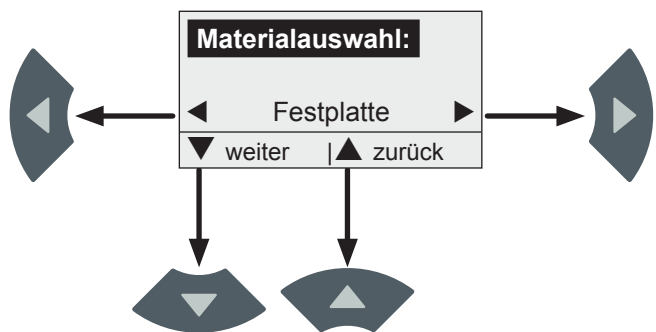 Materialauswahl:
◀ Festplatte ▶
▼ weiter |▲ zurück